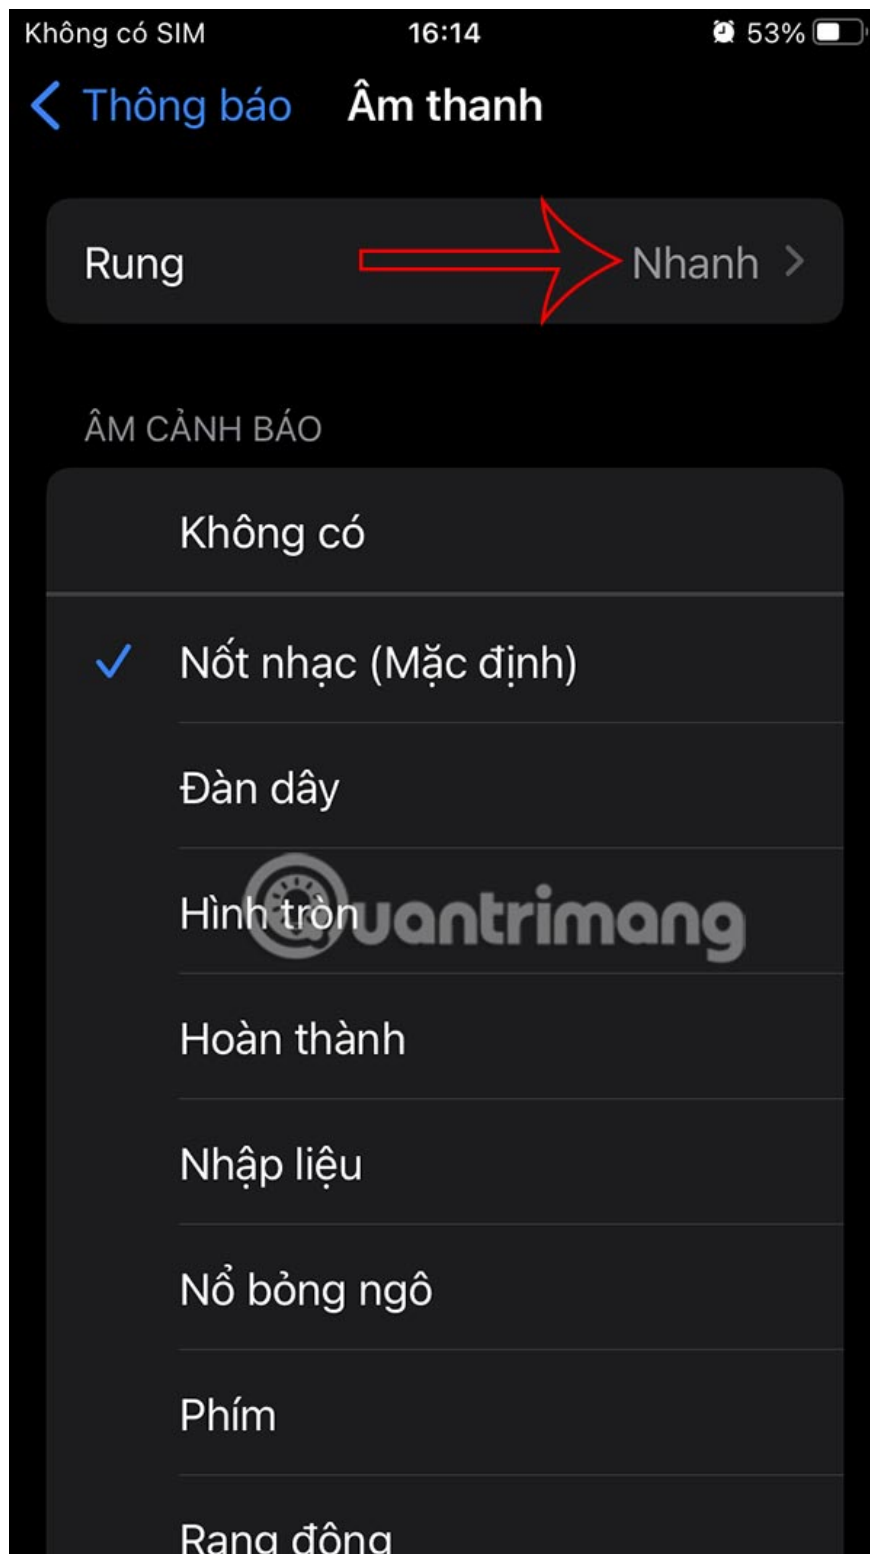 Không có SIM 16:14 53%
Thông báo Âm thanh
Rung Nhanh
ÂM CẢNH BÁO
Không có
Nốt nhạc (Mặc định)
Đàn dây
Hình tròn
Quantrimang
Hoàn thành
Nhập liệu
Nổ bỏng ngô
Phím
Rạng đông